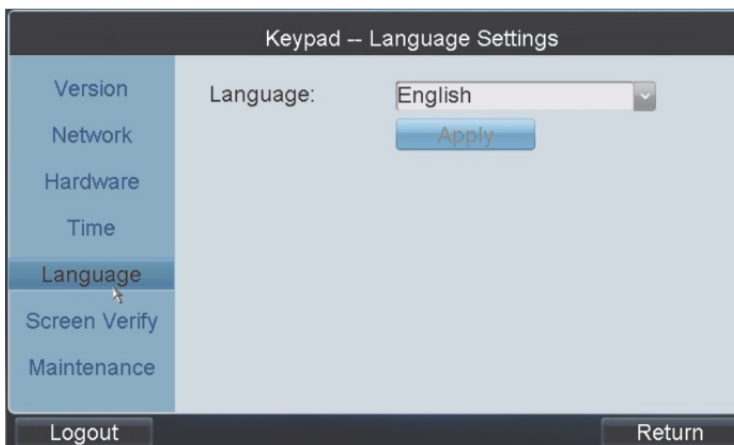 Keypad -- Language Settings
Version
Network
Hardware
Time
Language
Screen Verify
Maintenance
Language:
English
Apply
Logout
Return